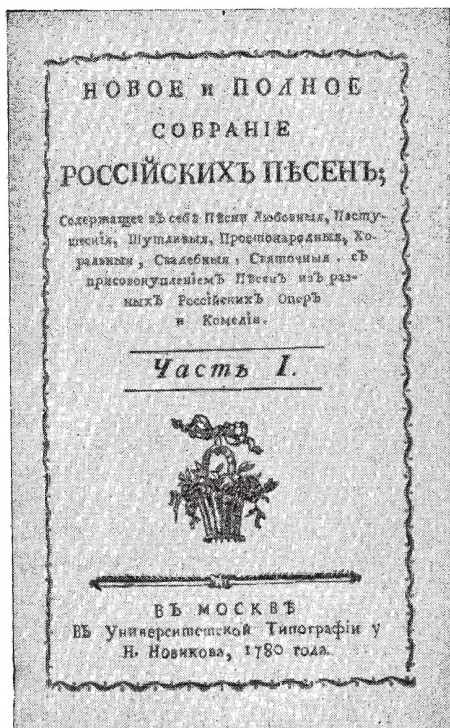 НОВОЕ и ПОЛНОЕ
СОБРАНІЕ
РОССІЙСКИХЪ ПѢСЕНЪ;
Содержащее въ себѣ Пѣсни Любовныя, Пасту-
шескія, Шутливыя, Простонародныя, Хо-
ральныя, Свадебныя, Святочныя, съ
присовокупленіемъ Пѣсенъ изъ раз-
ныхъ Россійскихъ Оперъ
и Комедій.
Часть I.
ВЪ МОСКВѢ
ВЪ Университетской Типографіи у
Н. Новикова, 1780 года.